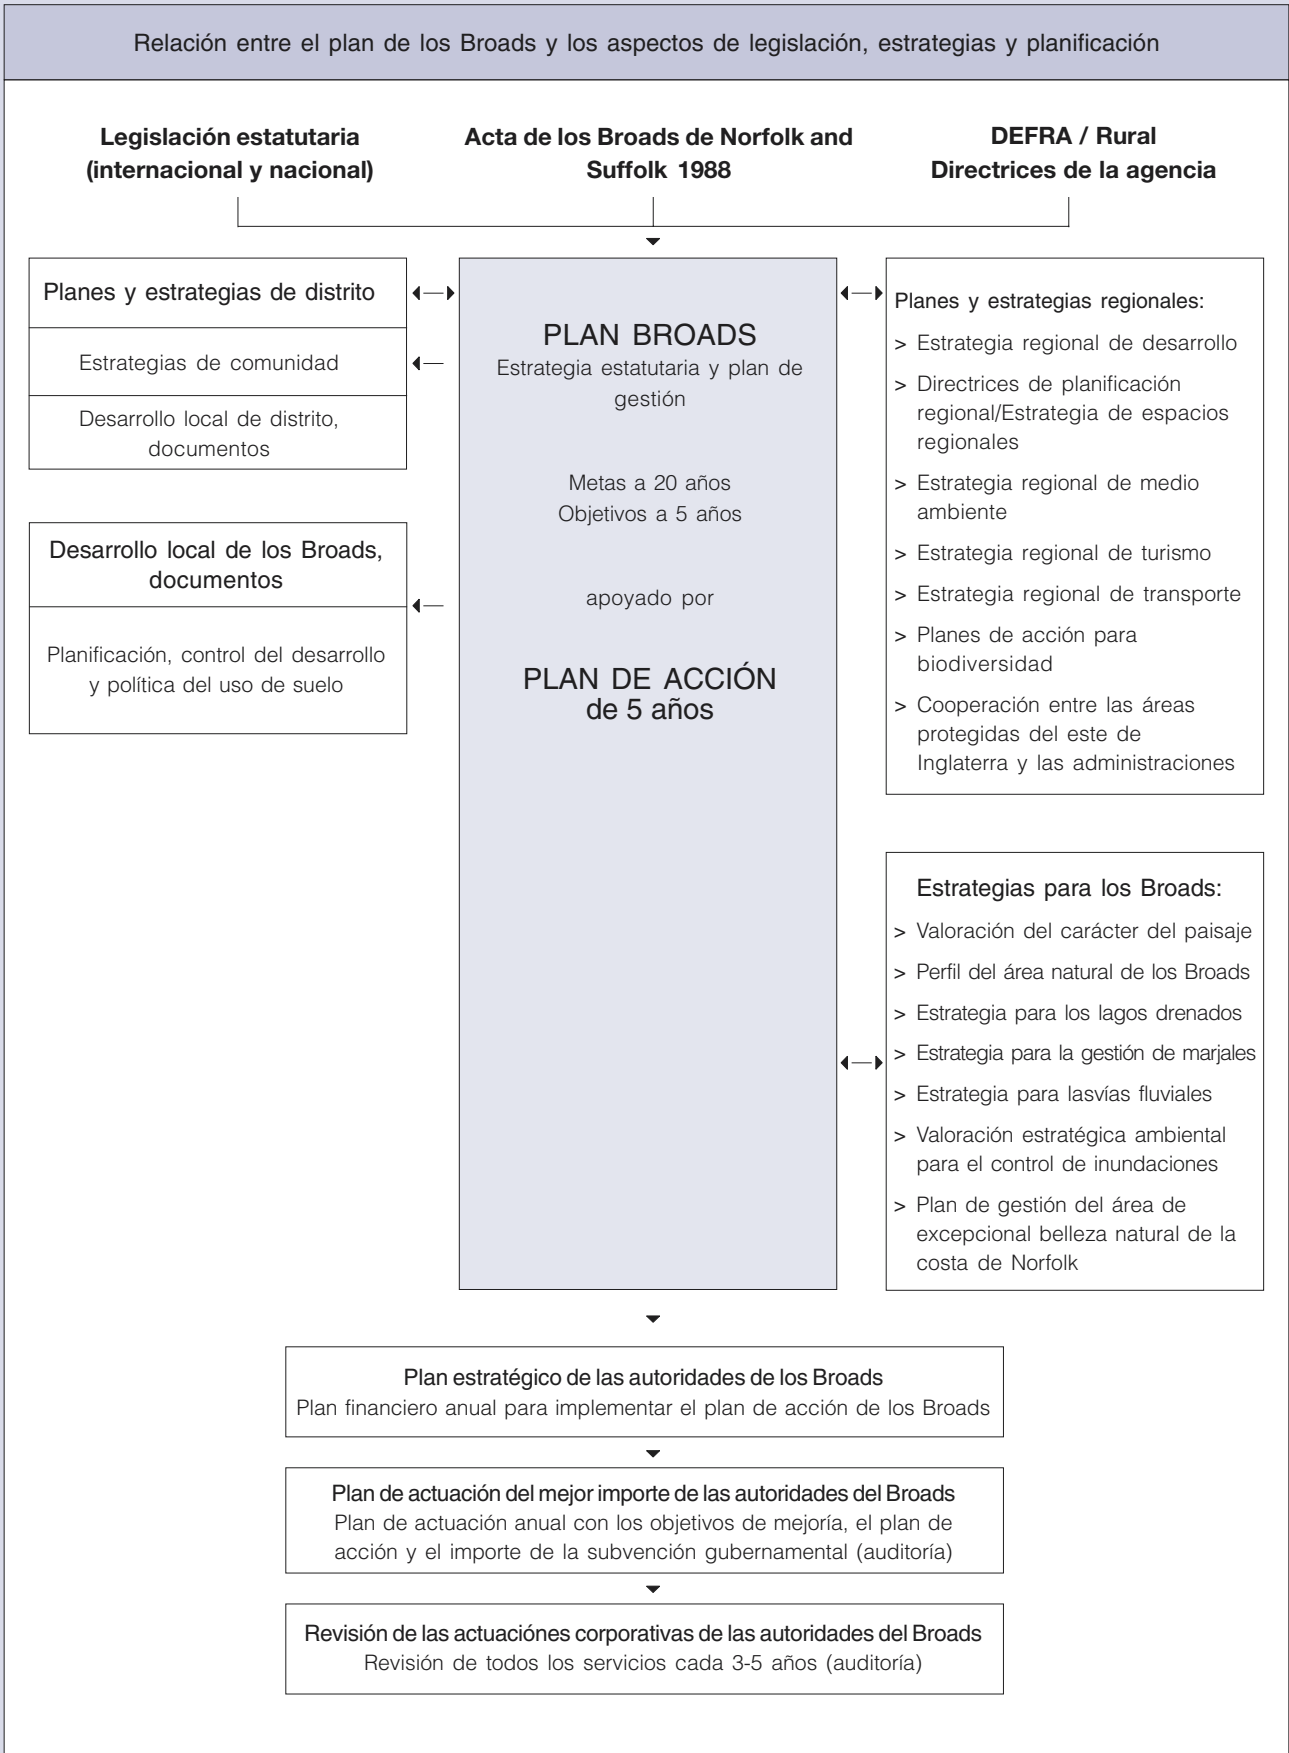 Relación entre el plan de los Broads y los aspectos de legislación, estrategias y planificación
Legislación estatutaria
(internacional y nacional)
Acta de los Broads de Norfolk and
Suffolk 1988
DEFRA / Rural
Directrices de la agencia
Planes y estrategias de distrito
Estrategias de comunidad
Desarrollo local de distrito,
documentos
Desarrollo local de los Broads,
documentos
Planificación, control del desarrollo
y política del uso de suelo
PLAN BROADS
Estrategia estatutaria y plan de
gestión
Metas a 20 años
Objetivos a 5 años
apoyado por
PLAN DE ACCIÓN
de 5 años
Planes y estrategias regionales:
> Estrategia regional de desarrollo
> Directrices de planificación
regional/Estrategia de espacios
regionales
> Estrategia regional de medio
ambiente
> Estrategia regional de turismo
> Estrategia regional de transporte
> Planes de acción para
biodiversidad
> Cooperación entre las áreas
protegidas del este de
Inglaterra y las administraciones
Estrategias para los Broads:
> Valoración del carácter del paisaje
> Perfil del área natural de los Broads
> Estrategia para los lagos drenados
> Estrategia para la gestión de marjales
> Estrategia para lasvías fluviales
> Valoración estratégica ambiental
para el control de inundaciones
> Plan de gestión del área de
excepcional belleza natural de la
costa de Norfolk
Plan estratégico de las autoridades de los Broads
Plan financiero anual para implementar el plan de acción de los Broads
Plan de actuación del mejor importe de las autoridades del Broads
Plan de actuación anual con los objetivos de mejoría, el plan de
acción y el importe de la subvención gubernamental (auditoría)
Revisión de las actuaciónes corporativas de las autoridades del Broads
Revisión de todos los servicios cada 3-5 años (auditoría)